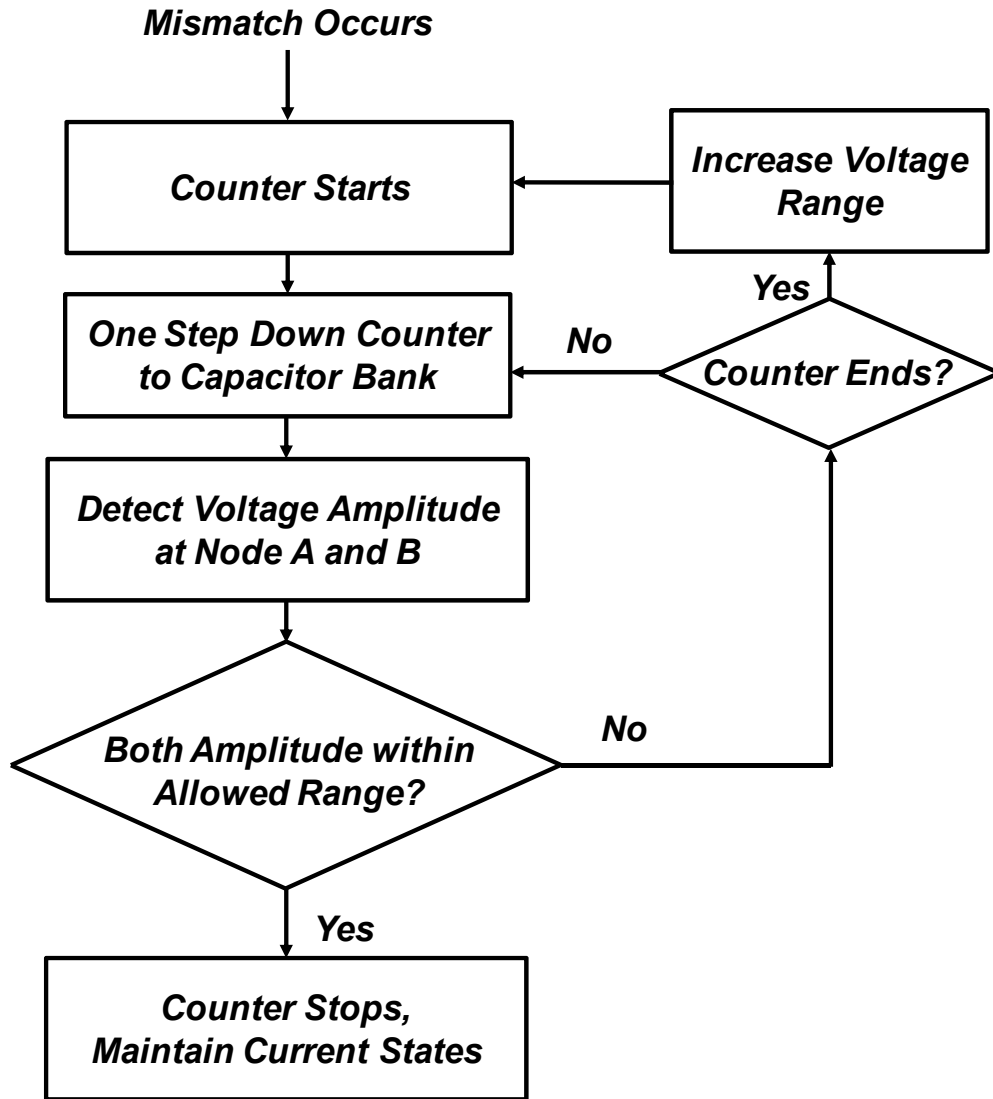 Mismatch Occurs
Counter Starts
Increase Voltage
Range
Yes
One Step Down Counter
to Capacitor Bank
No
Counter Ends?
Detect Voltage Amplitude
at Node A and B
Both Amplitude within
Allowed Range?
No
Yes
Counter Stops,
Maintain Current States